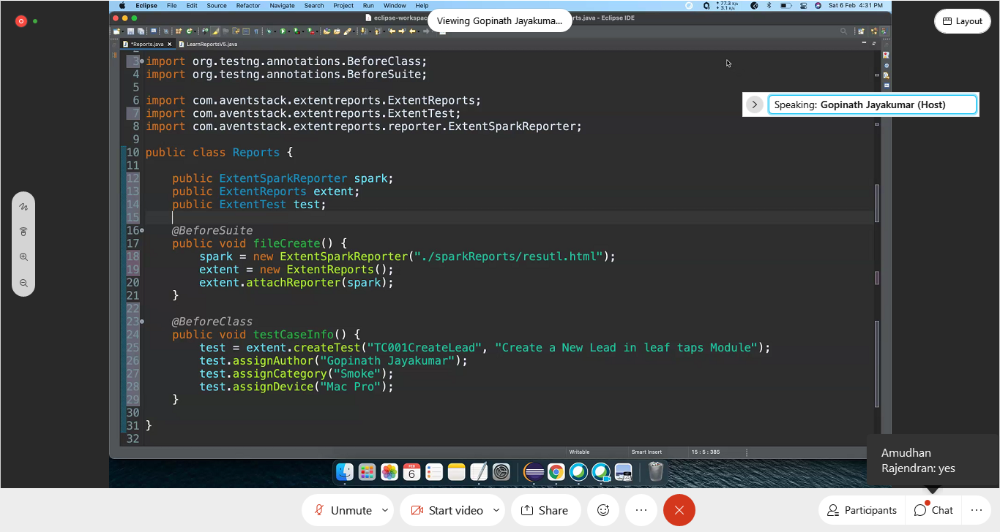 Eclipse File Edit Source Refactor Navigate Search Project Run Window Help
77.3 K/s
3.1 K/s
Sat 6 Feb 4:31 PM
eclipse-workspac
ports.java - Eclipse IDE
Viewing Gopinath Jayakuma...
Layout
*Reports.java
LearnReportsV5.java
3 import org.testng.annotations.BeforeClass;
4 import org.testng.annotations.BeforeSuite;
5
6 import com.aventstack.extentreports.ExtentReports;
7 import com.aventstack.extentreports.ExtentTest;
8 import com.aventstack.extentreports.reporter.ExtentSparkReporter;
9
10 public class Reports {
11
12 public ExtentSparkReporter spark;
13 public ExtentReports extent;
14 public ExtentTest test;
15
16 @BeforeSuite
17 public void fileCreate() {
18 spark = new ExtentSparkReporter("./sparkReports/resutl.html");
19 extent = new ExtentReports();
20 extent.attachReporter(spark);
21 }
22
23 @BeforeClass
24 public void testCaseInfo() {
25 test = extent.createTest("TC001CreateLead", "Create a New Lead in leaf taps Module");
26 test.assignAuthor("Gopinath Jayakumar");
27 test.assignCategory("Smoke");
28 test.assignDevice("Mac Pro");
29 }
30
31 }
32
Speaking: Gopinath Jayakumar (Host)
Writable
Smart Insert
15 : 5 : 385
FEB
6
Amudhan
Rajendran: yes
Unmute
Start video
Share
Participants
Chat